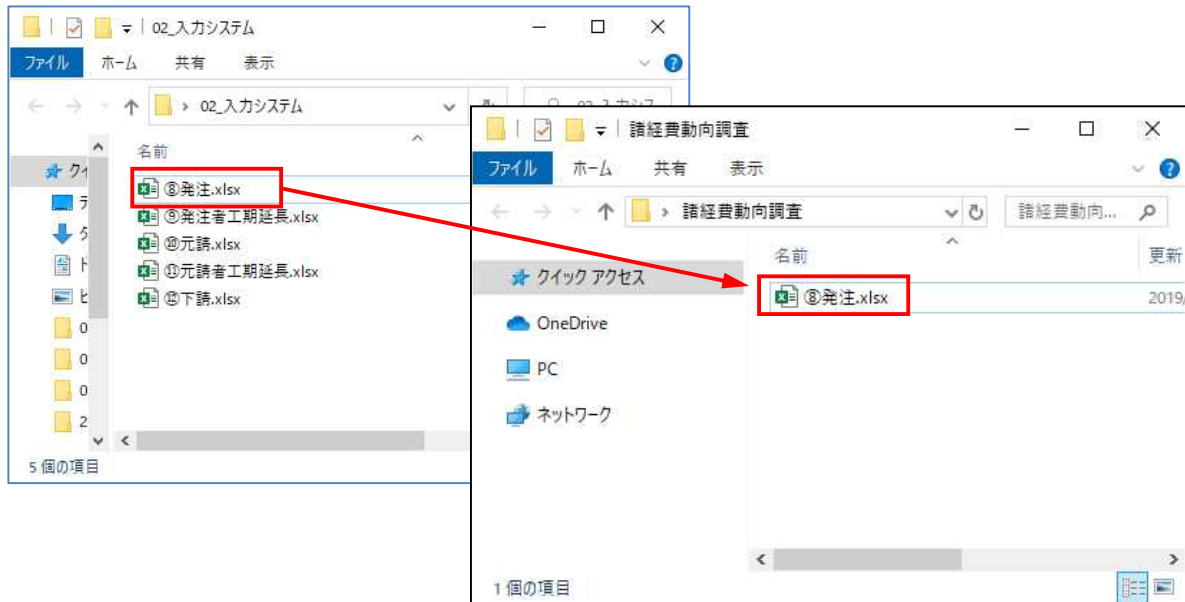 02_入力システム
ファイル ホーム 共有 表示
02_入力システム
名前
⑧発注.xlsx
⑨発注者工期延長.xlsx
⑩元請.xlsx
⑪元請者工期延長.xlsx
⑫下請.xlsx
5 個の項目
諸経費動向調査
ファイル ホーム 共有 表示
諸経費動向調査 諸経費動向...
名前 更新
クイック アクセス
⑧発注.xlsx 2019/
OneDrive
PC
ネットワーク
1 個の項目